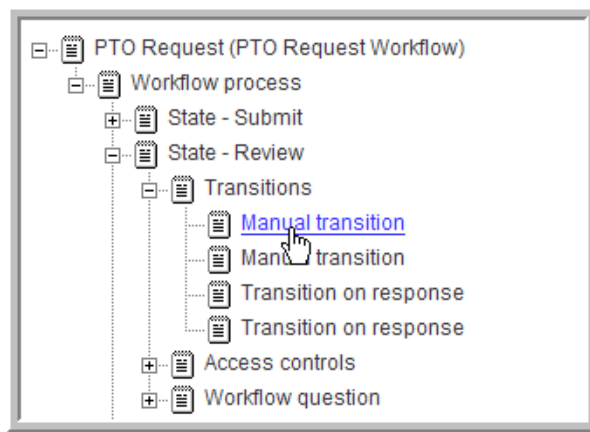 PTO Request (PTO Request Workflow)
Workflow process
State - Submit
State - Review
Transitions
Manual transition
Manual transition
Transition on response
Transition on response
Access controls
Workflow question